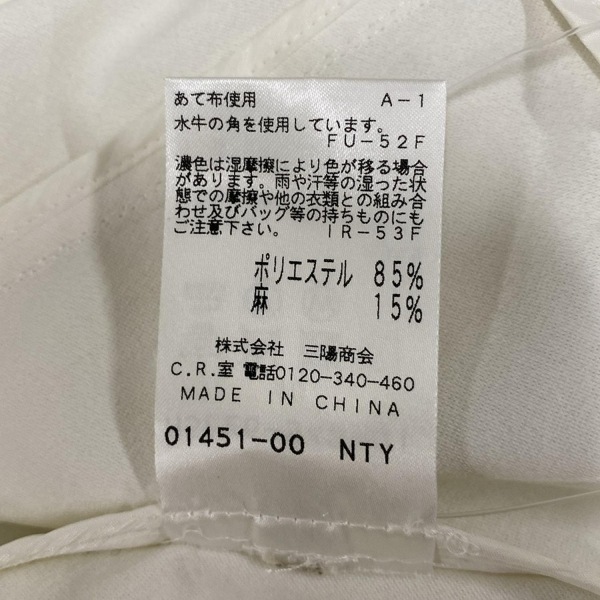 あて布使用 A-1
水牛の角を使用しています。
FU-52F
濃色は湿摩擦により色が移る場合
があります。雨や汗等の湿った状
態での摩擦や他の衣類との組み合
わせ及びバッグ等の持ちものにも
ご注意下さい。 IR-53F
ポリエステル 85%
麻 15%
株式会社 三陽商会
C.R.室 電話0120-340-460
MADE IN CHINA
01451-00 NTY